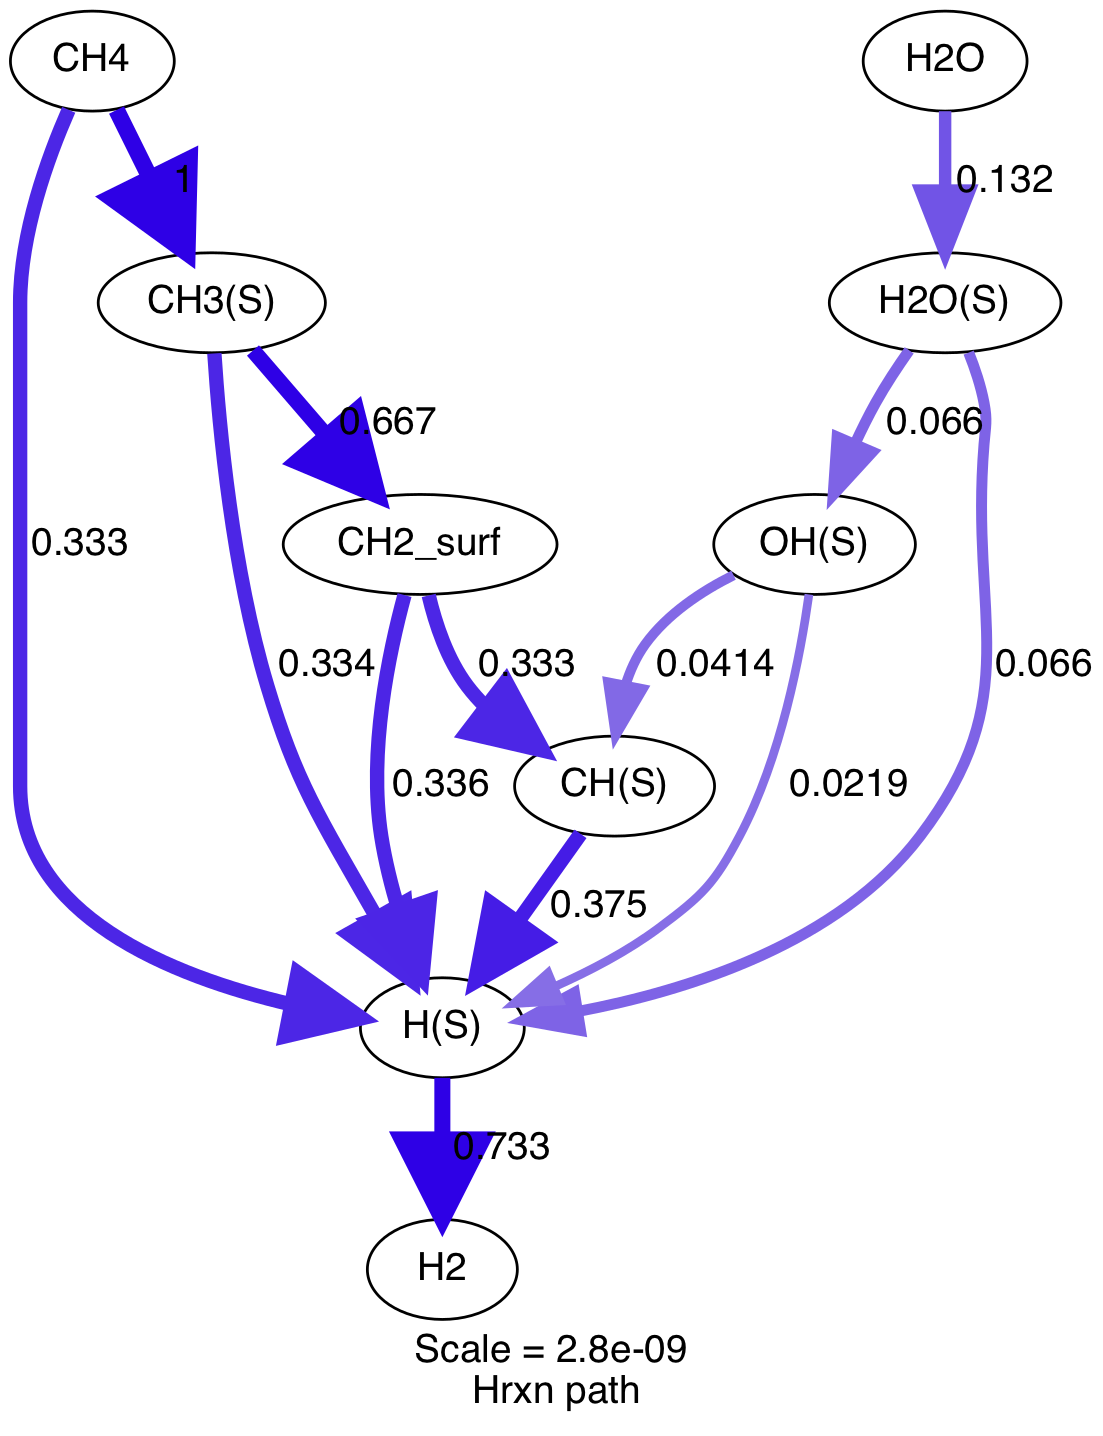 CH4
H2O
1
0.132
CH3(S)
H2O(S)
0.667
0.066
0.333
CH2_surf
OH(S)
0.334
0.333
0.0414
0.066
0.336
CH(S)
0.0219
0.375
H(S)
0.733
H2
Scale = 2.8e-09
Hrxn path